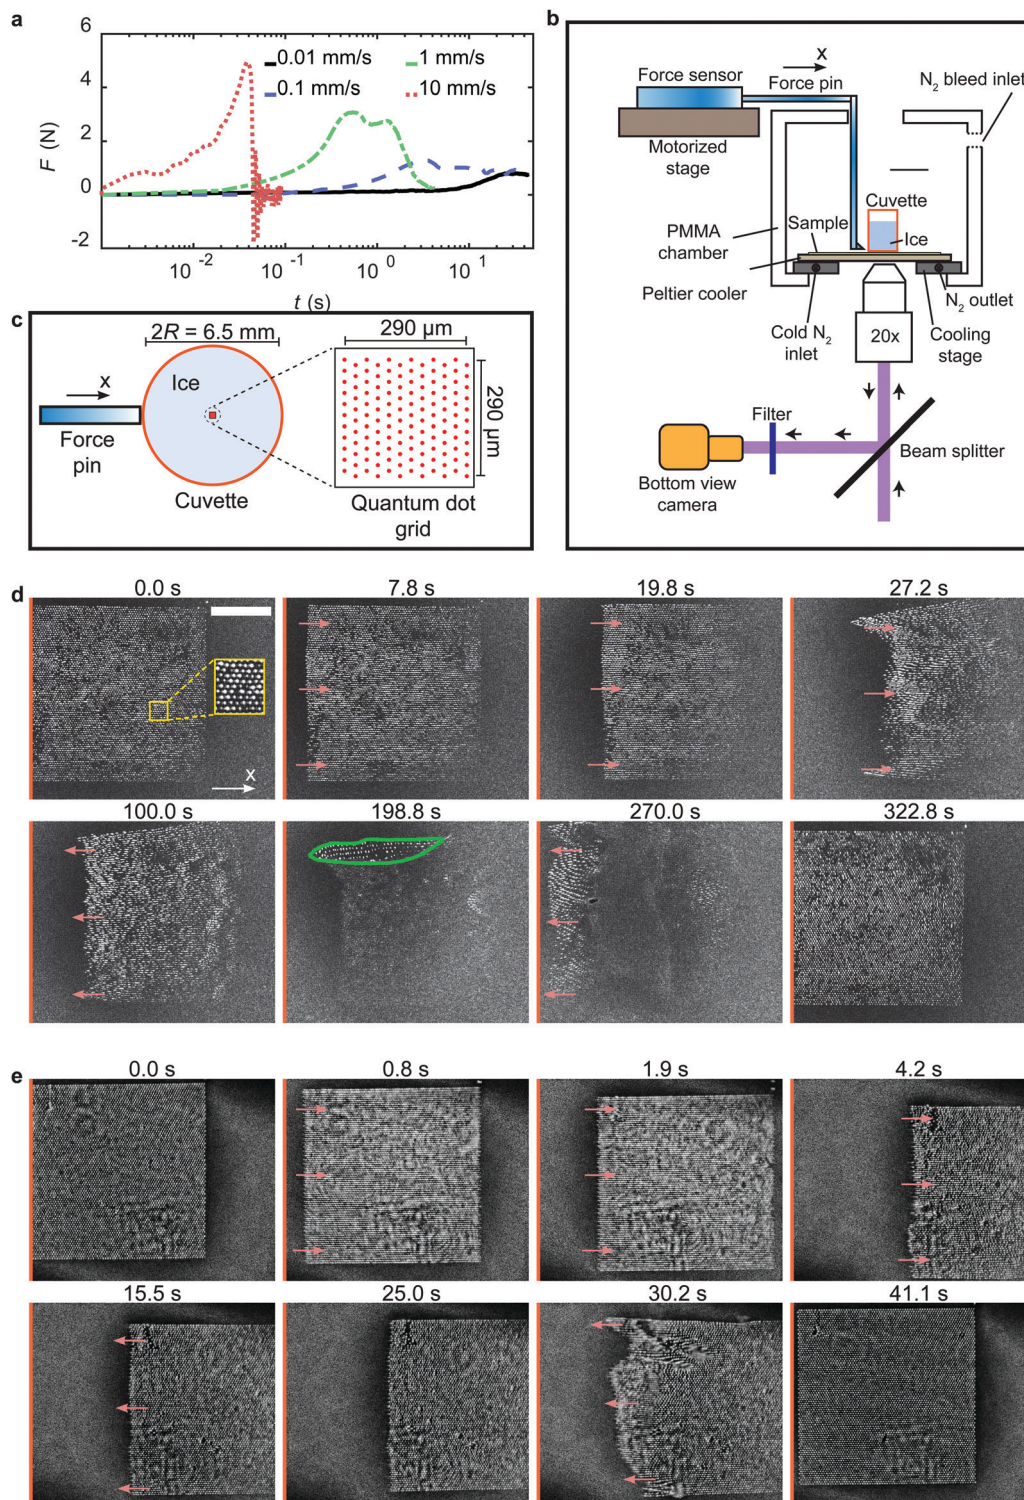 a
6
4
2
0
-2
F (N)
0.01 mm/s
0.1 mm/s
1 mm/s
10 mm/s
10⁻²
10⁻¹
10⁰
10¹
t (s)
b
x
Force sensor
Force pin
N₂ bleed inlet
Motorized
stage
Cuvette
Sample
Ice
PMMA
chamber
Peltier cooler
N₂ outlet
Cold N₂
inlet
20x
Cooling
stage
Filter
Beam splitter
Bottom view
camera
c
2R = 6.5 mm
290 µm
x
Ice
290 µm
Force
pin
Cuvette
Quantum dot
grid
d
0.0 s
7.8 s
19.8 s
27.2 s
x
100.0 s
198.8 s
270.0 s
322.8 s
e
0.0 s
0.8 s
1.9 s
4.2 s
15.5 s
25.0 s
30.2 s
41.1 s